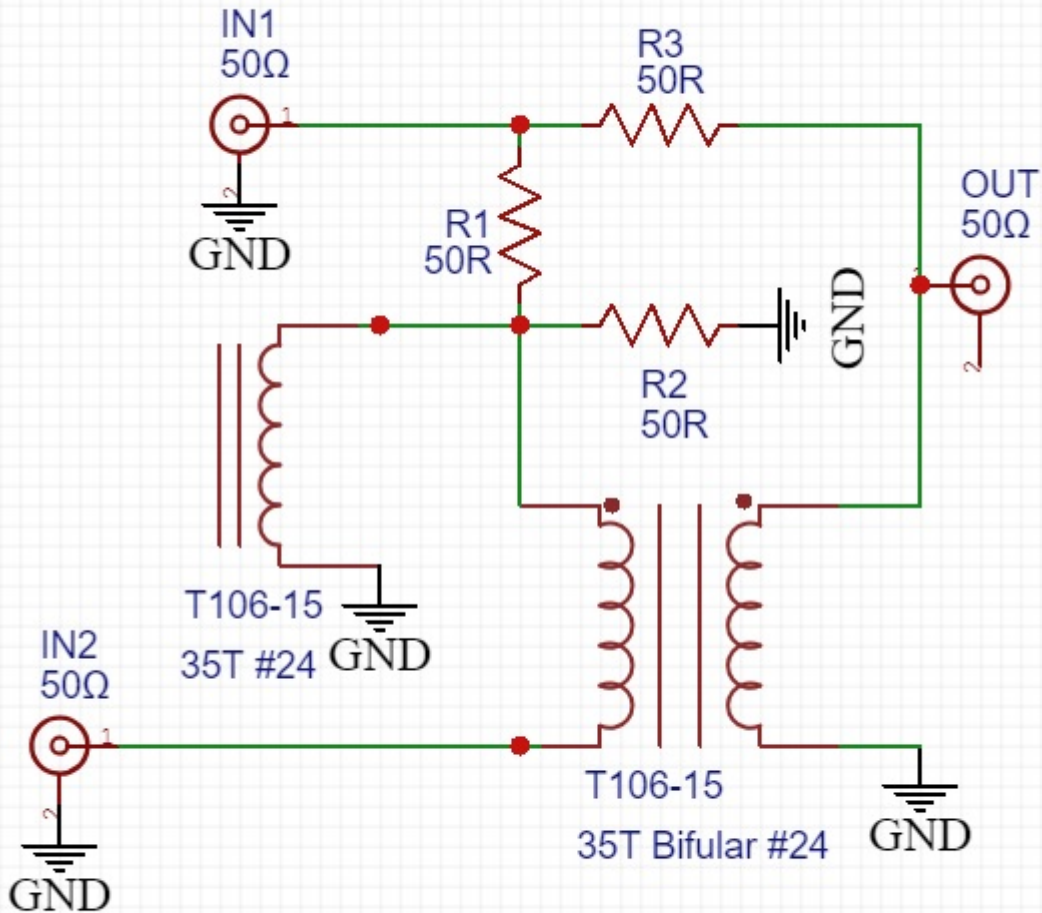 IN1
50Ω
1
2
GND
R3
50R
R1
50R
OUT
50Ω
1
2
GND
R2
50R
T106-15
35T #24
GND
IN2
50Ω
1
2
GND
T106-15
35T Bifular #24
GND